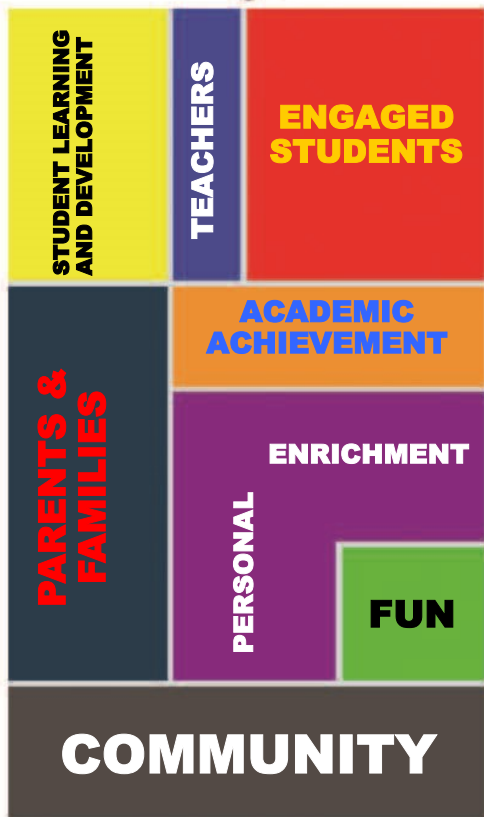 STUDENT LEARNING
AND DEVELOPMENT
TEACHERS
ENGAGED
STUDENTS
PARENTS &
FAMILIES
ACADEMIC
ACHIEVEMENT
PERSONAL
ENRICHMENT
FUN
COMMUNITY